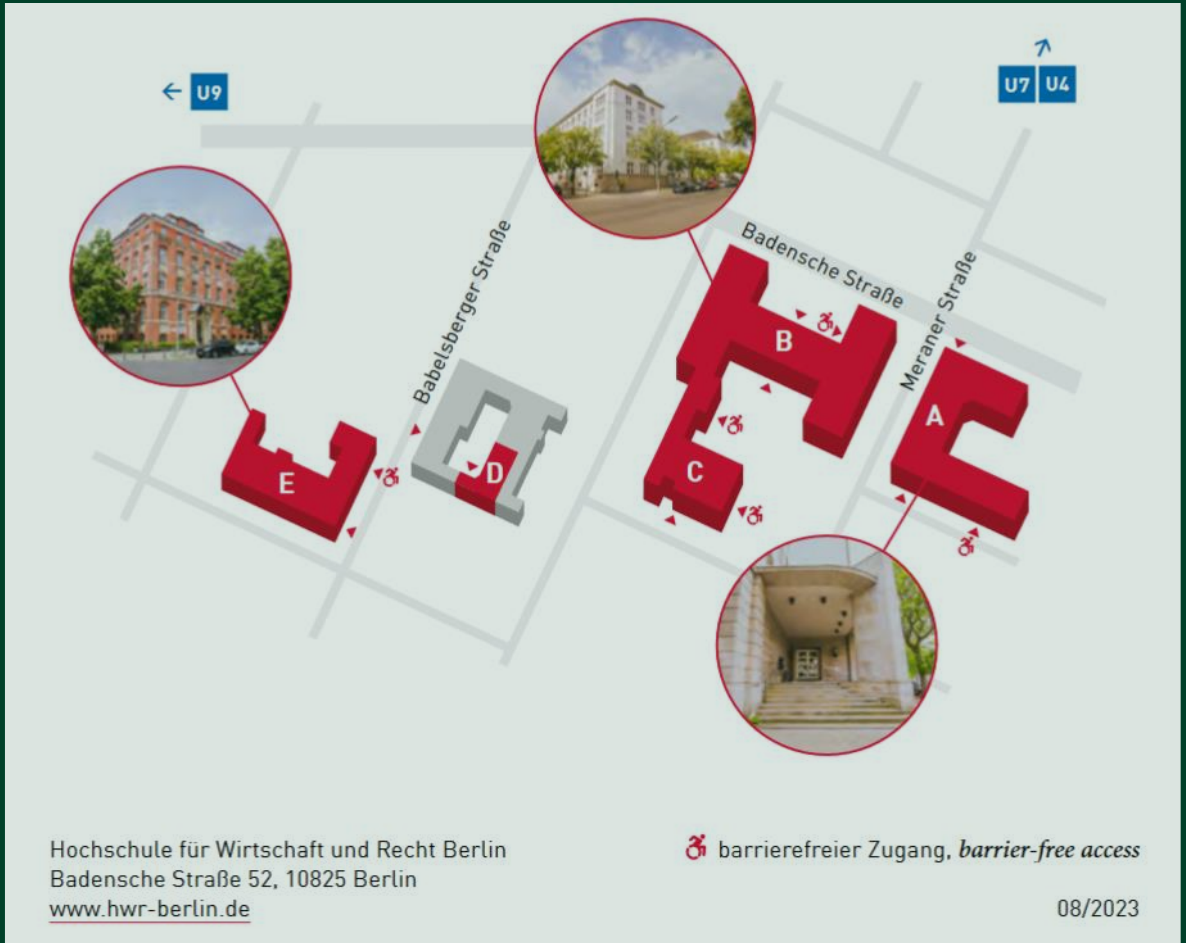 U9
U7 U4
Badensche Straße
Babelsberger Straße
Meraner Straße
B
A
C
D
E
Hochschule für Wirtschaft und Recht Berlin
Badensche Straße 52, 10825 Berlin
www.hwr-berlin.de
barrierefreier Zugang, barrier-free access
08/2023